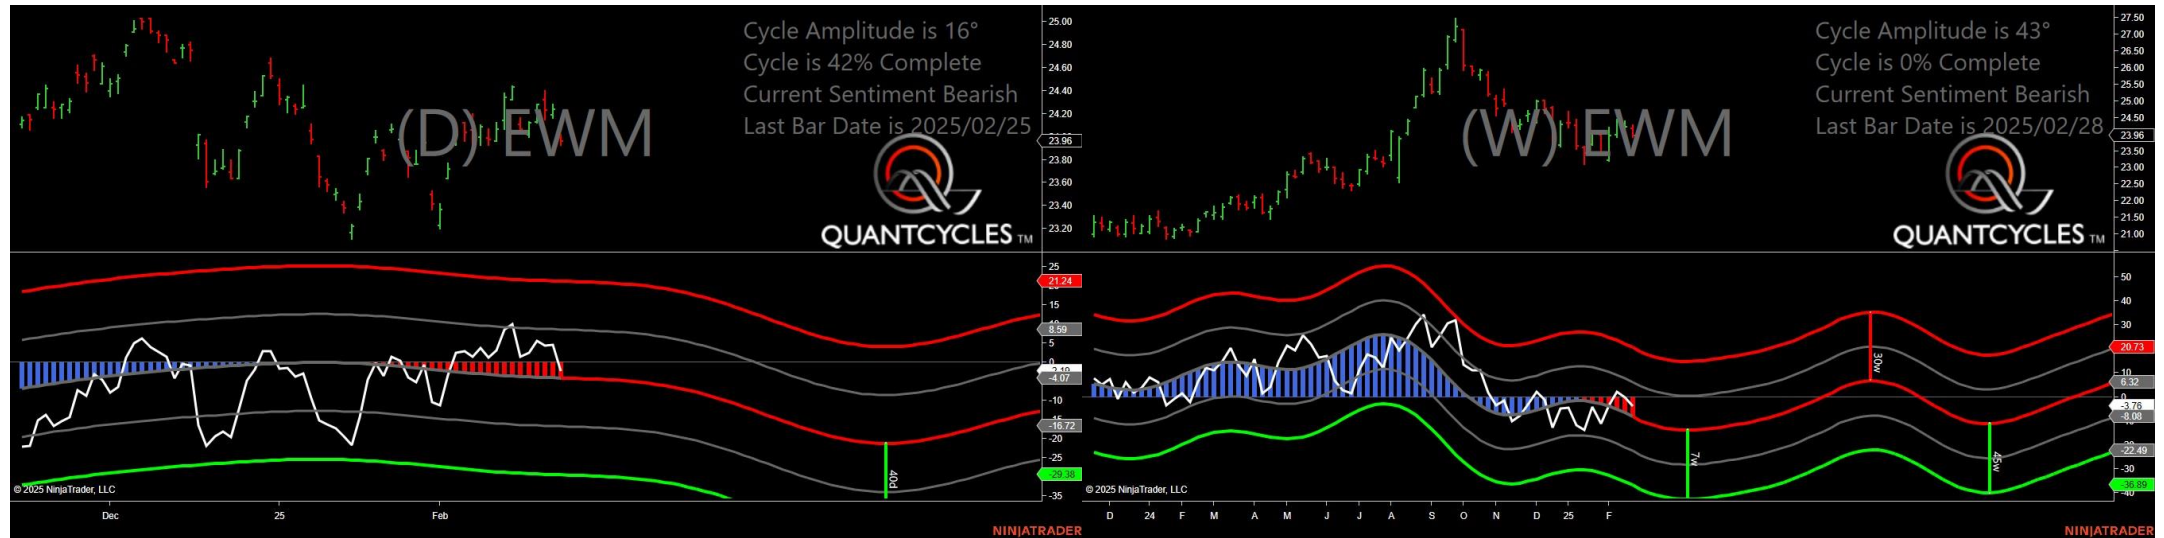 Cycle Amplitude is 16°
Cycle is 42% Complete
Current Sentiment Bearish
Last Bar Date is 2025/02/25
(D) EWM
QUANTCYCLES TM
25.00
24.80
24.60
24.40
24.20
23.96
23.80
23.60
23.40
23.20
25
21.24
15
8.59
5
0
-4.07
-10
-16.72
-20
-25
-29.38
-35
40d
© 2025 NinjaTrader, LLC
Dec
25
Feb
NINJATRADER
Cycle Amplitude is 43°
Cycle is 0% Complete
Current Sentiment Bearish
Last Bar Date is 2025/02/28
(W) EWM
QUANTCYCLES TM
27.50
27.00
26.50
26.00
25.50
25.00
24.50
23.96
23.50
23.00
22.50
22.00
21.50
21.00
50
40
30
20.73
10
6.32
0
-3.76
-8.08
-22.49
-30
-36.89
-40
30w
7w
45w
© 2025 NinjaTrader, LLC
D 24 F M A M J J A S O N D 25 F
NINJATRADER